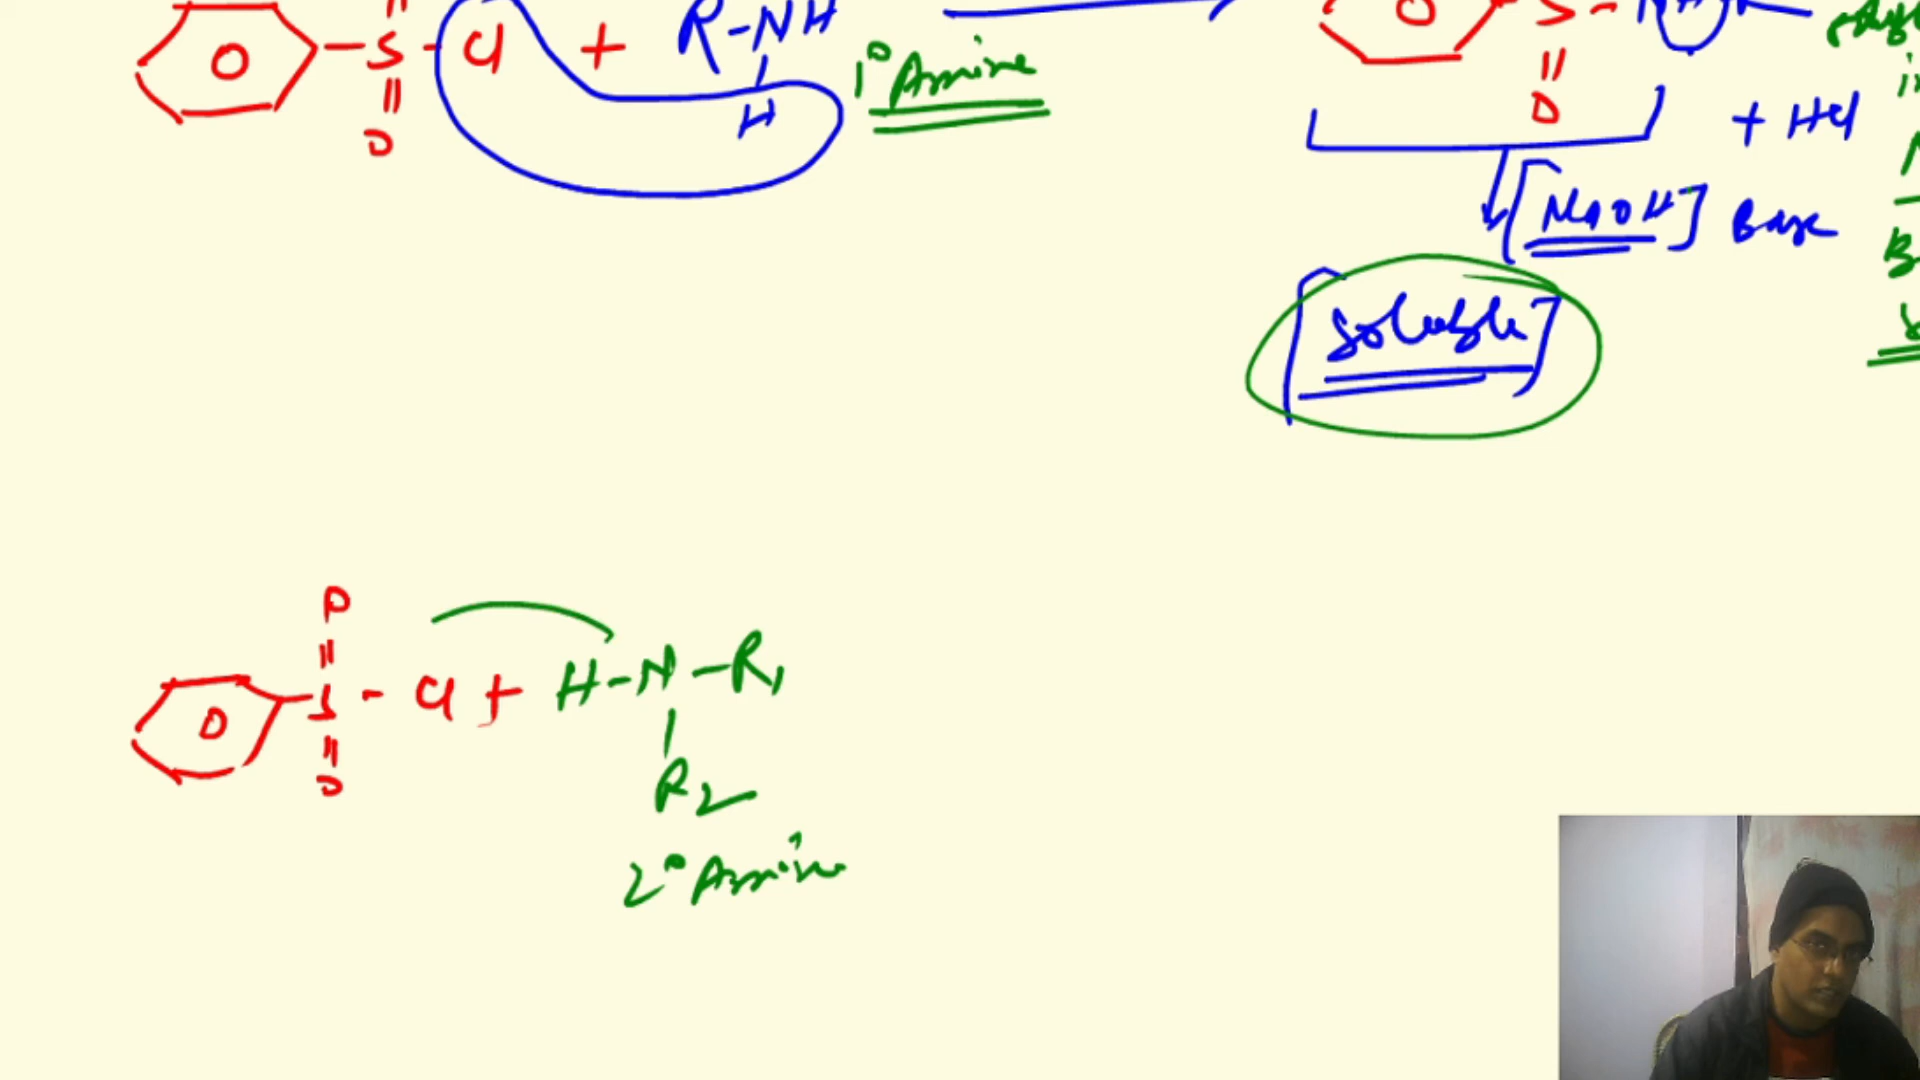 S - Cl + R-NH
H
O
1° Amine
S - NH
O
+ HCl
[NaOH] Base
[Soluble]
O
S - Cl + H-N-R1
O
R2
2° Amine